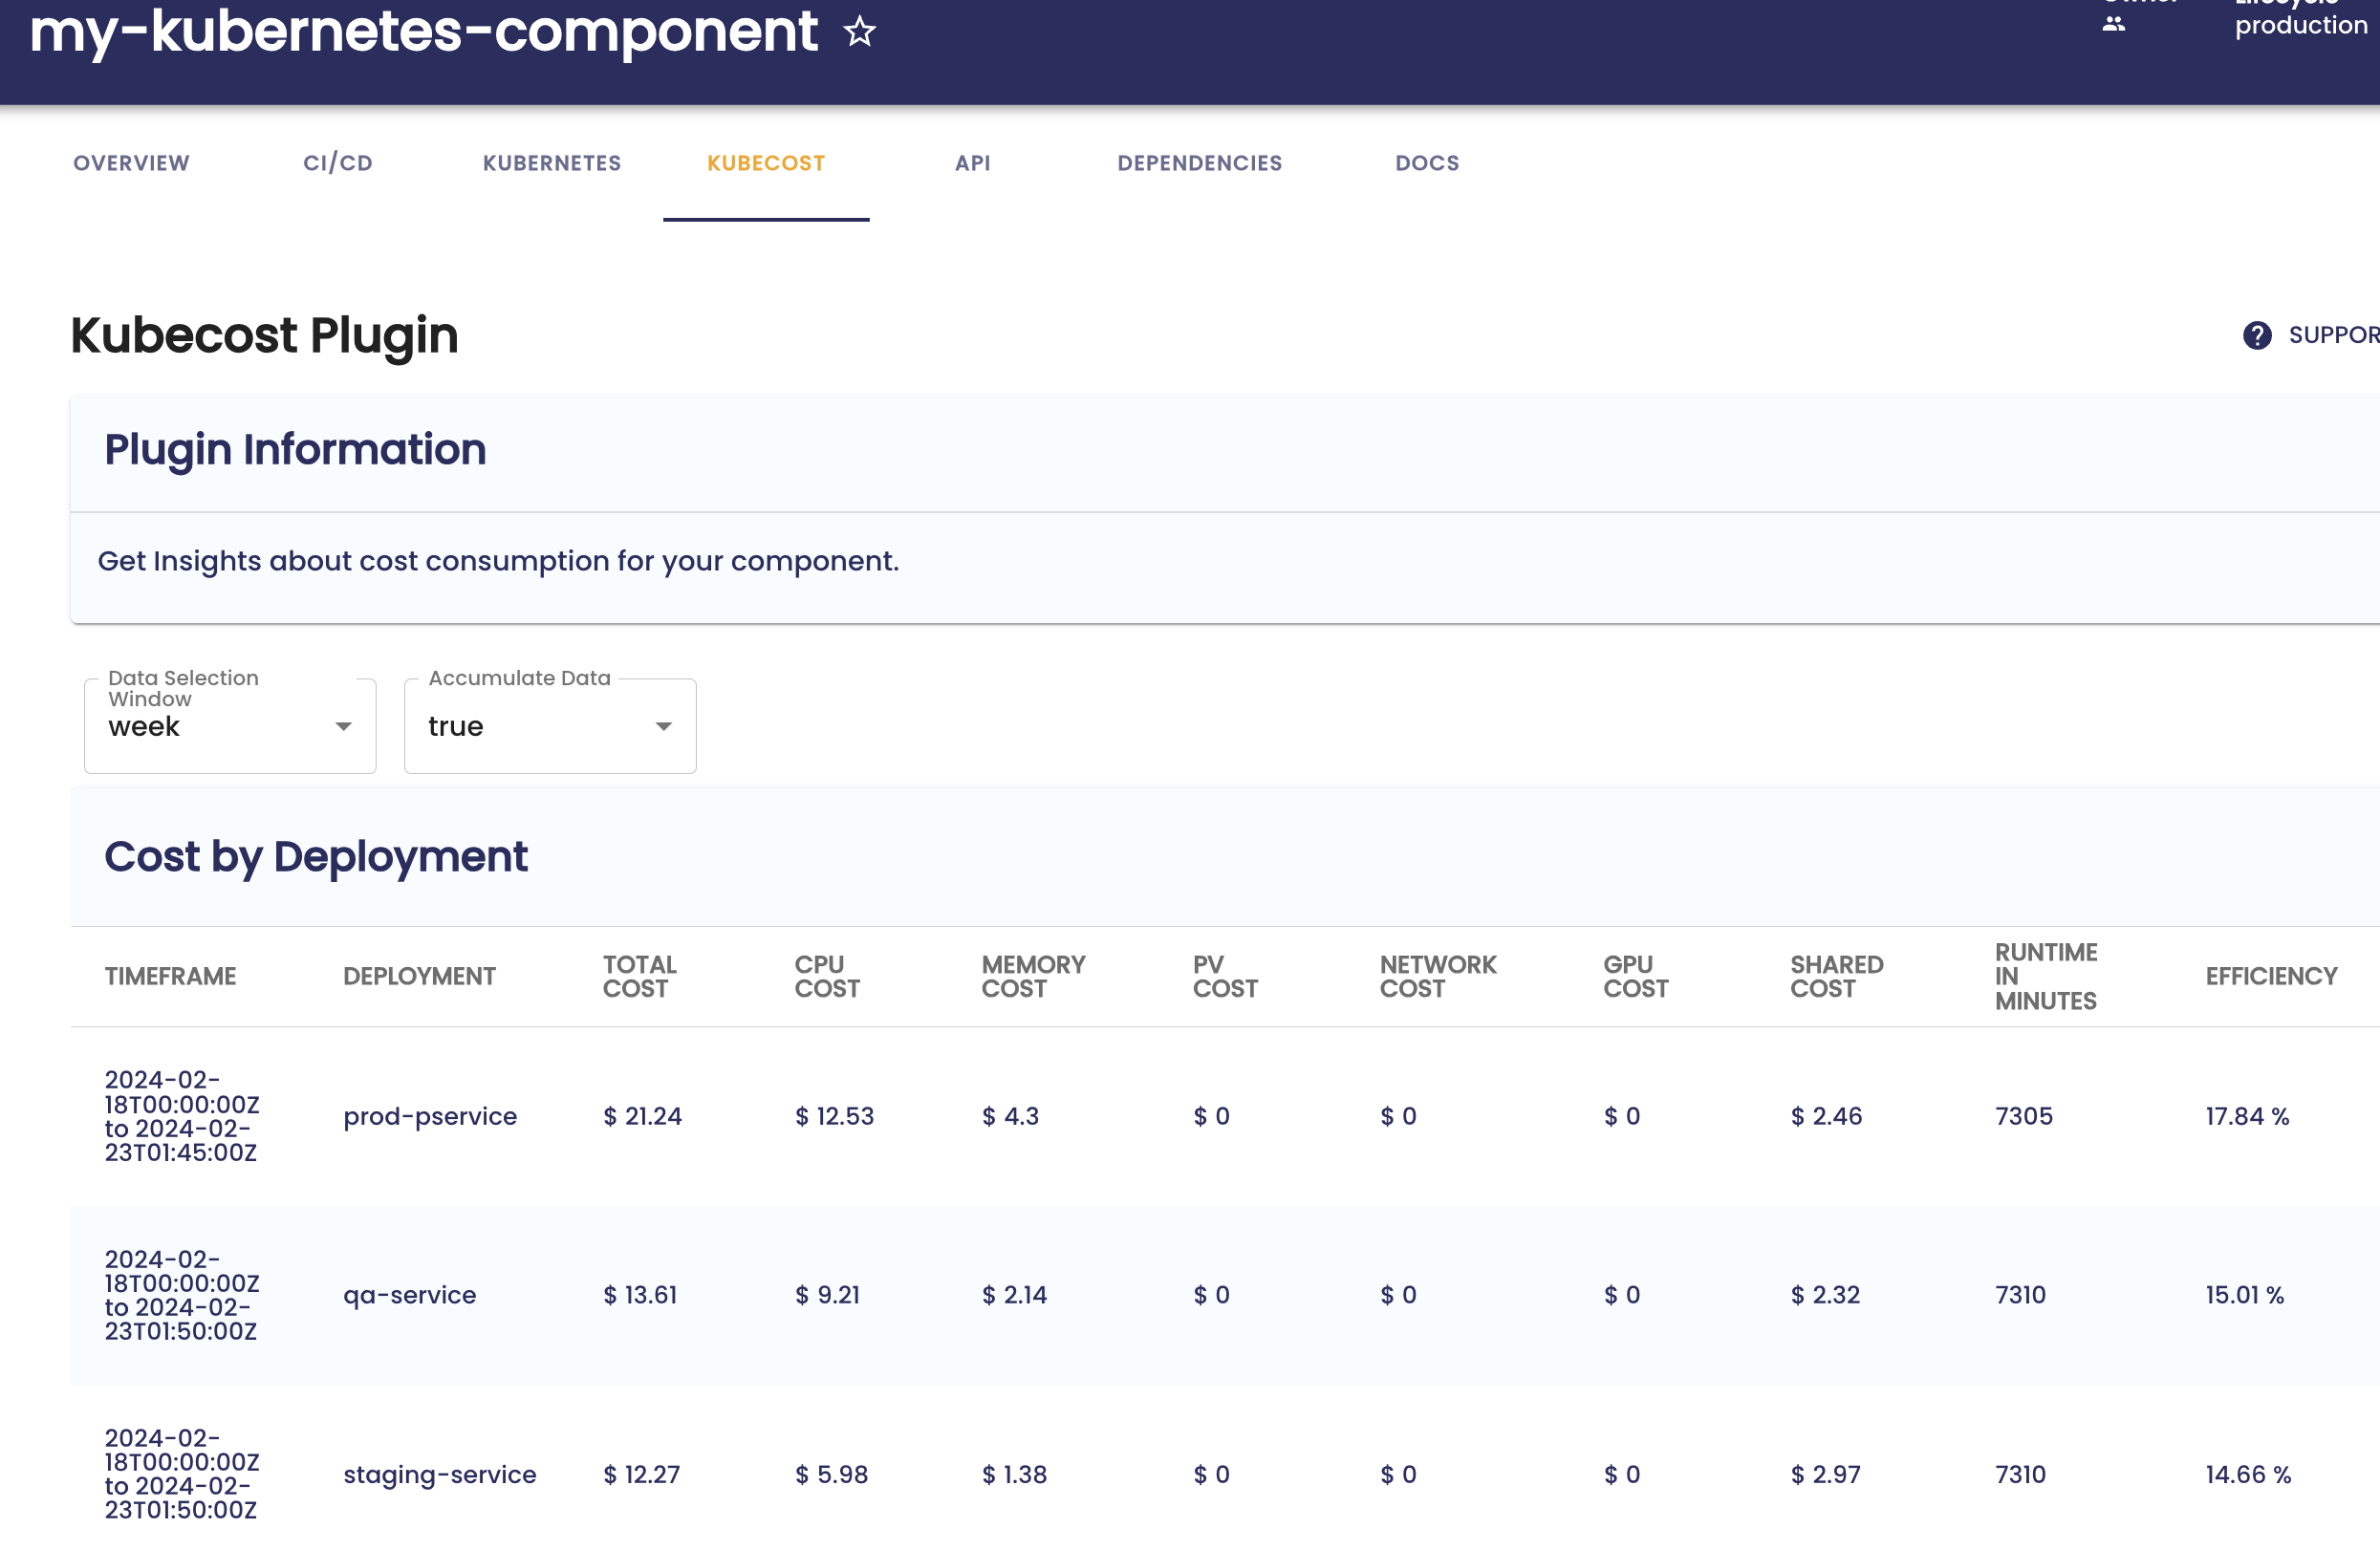 my-kubernetes-component
production
OVERVIEW CI/CD KUBERNETES KUBECOST API DEPENDENCIES DOCS
Kubecost Plugin
Plugin Information
Get Insights about cost consumption for your component.
Data Selection
Window
week
Accumulate Data
true
Cost by Deployment
TIMEFRAME DEPLOYMENT TOTAL COST CPU COST MEMORY COST PV COST NETWORK COST GPU COST SHARED COST RUNTIME IN MINUTES EFFICIENCY
2024-02-
18T00:00:00Z
to 2024-02-
23T01:45:00Z
prod-pservice $ 21.24 $ 12.53 $ 4.3 $ 0 $ 0 $ 0 $ 2.46 7305 17.84 %
2024-02-
18T00:00:00Z
to 2024-02-
23T01:50:00Z
qa-service $ 13.61 $ 9.21 $ 2.14 $ 0 $ 0 $ 0 $ 2.32 7310 15.01 %
2024-02-
18T00:00:00Z
to 2024-02-
23T01:50:00Z
staging-service $ 12.27 $ 5.98 $ 1.38 $ 0 $ 0 $ 0 $ 2.97 7310 14.66 %